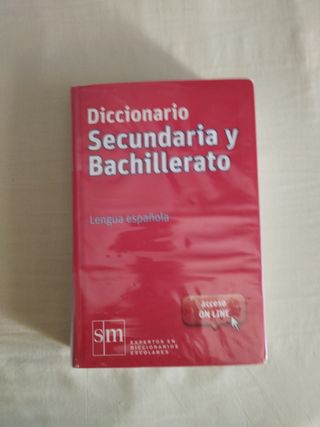 Diccionario
Secundaria y
Bachillerato
Lengua española
acceso
ON LINE
sm
EXPERTOS EN
DICCIONARIOS
ESCOLARES